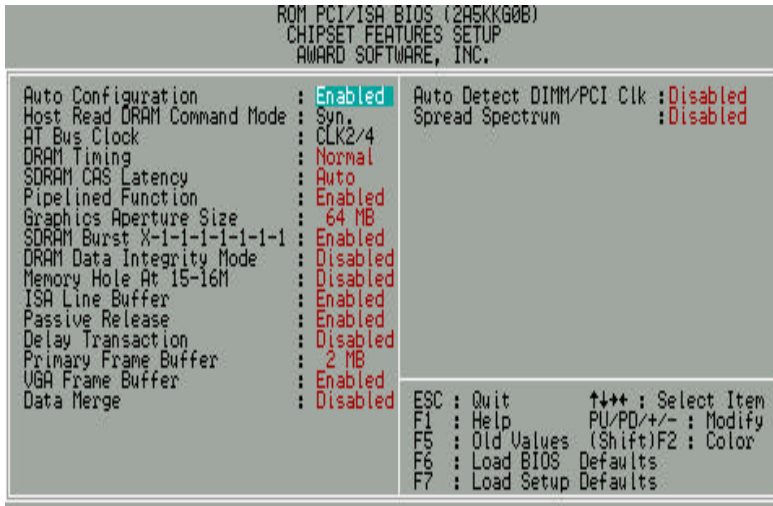 ROM PCI/ISA BIOS (2A5KKG0B)
CHIPSET FEATURES SETUP
AWARD SOFTWARE, INC.
Auto Configuration : Enabled
Host Read DRAM Command Mode : Syn.
AT Bus Clock : CLK2/4
DRAM Timing : Normal
SDRAM CAS Latency : Auto
Pipelined Function : Enabled
Graphics Aperture Size : 64 MB
SDRAM Burst X-1-1-1-1-1-1-1 : Enabled
DRAM Data Integrity Mode : Disabled
Memory Hole At 15-16M : Disabled
ISA Line Buffer : Enabled
Passive Release : Enabled
Delay Transaction : Disabled
Primary Frame Buffer : 2 MB
VGA Frame Buffer : Enabled
Data Merge : Disabled
Auto Detect DIMM/PCI Clk : Disabled
Spread Spectrum : Disabled
ESC : Quit ↑↓→← : Select Item
F1 : Help PU/PD/+/- : Modify
F5 : Old Values (Shift)F2 : Color
F6 : Load BIOS Defaults
F7 : Load Setup Defaults